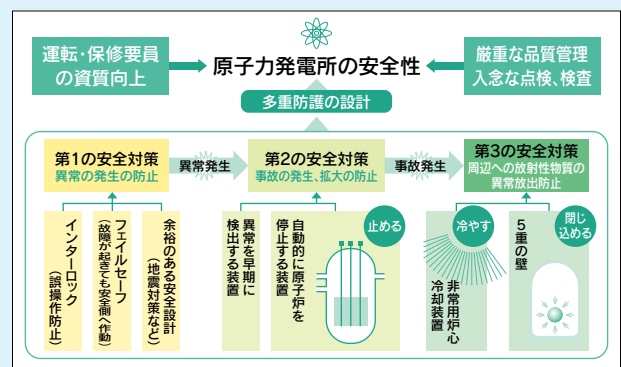 運転・保修要員
の資質向上
原子力発電所の安全性
厳重な品質管理
入念な点検、検査
多重防護の設計
第1の安全対策
異常の発生の防止
異常発生
第2の安全対策
事故の発生、拡大の防止
事故発生
第3の安全対策
周辺への放射性物質の
異常放出防止
インターロック
(誤操作防止)
フェイルセーフ
(故障が起きても安全側へ作動)
余裕のある安全設計
(地震対策など)
異常を早期に
検出する装置
自動的に原子炉を
停止する装置
止める
冷やす
非常用炉心
冷却装置
5重の壁
閉じ
込める